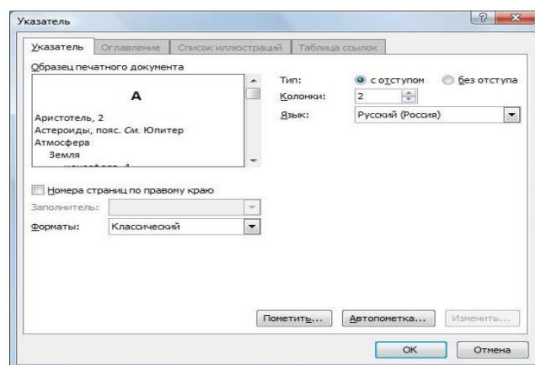 Указатель
Указатель Оглавление Список иллюстраций Таблица ссылок
Образец печатного документа
А
Аристотель, 2
Астероиды, пояс. См. Юпитер
Атмосфера
Земля
Тип: с отступом без отступа
Колонки: 2
Язык: Русский (Россия)
Номера страниц по правому краю
Заполнитель:
Форматы: Классический
Пометить... Автопометка... Изменить...
ОК Отмена